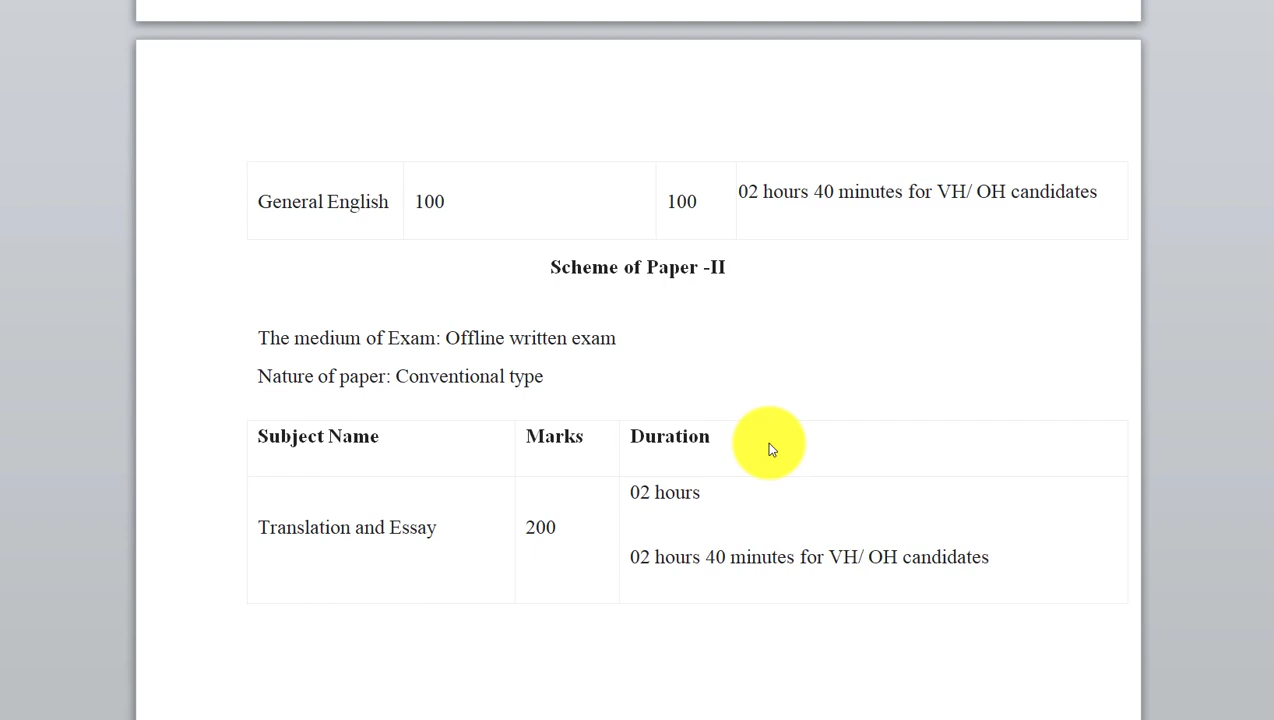 General English 100 100 02 hours 40 minutes for VH/ OH candidates
Scheme of Paper -II
The medium of Exam: Offline written exam
Nature of paper: Conventional type
Subject Name Marks Duration
02 hours
Translation and Essay 200
02 hours 40 minutes for VH/ OH candidates